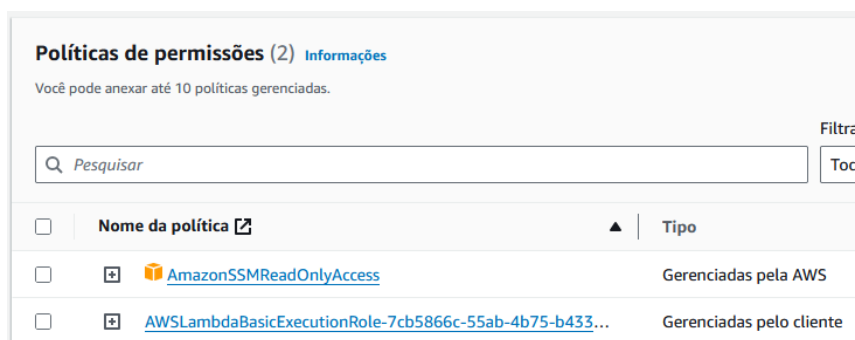 Políticas de permissões (2) Informações
Você pode anexar até 10 políticas gerenciadas.
Filtra
Pesquisar Toc
Nome da política Tipo
AmazonSSMReadOnlyAccess Gerenciadas pela AWS
AWSLambdaBasicExecutionRole-7cb5866c-55ab-4b75-b433... Gerenciadas pelo cliente